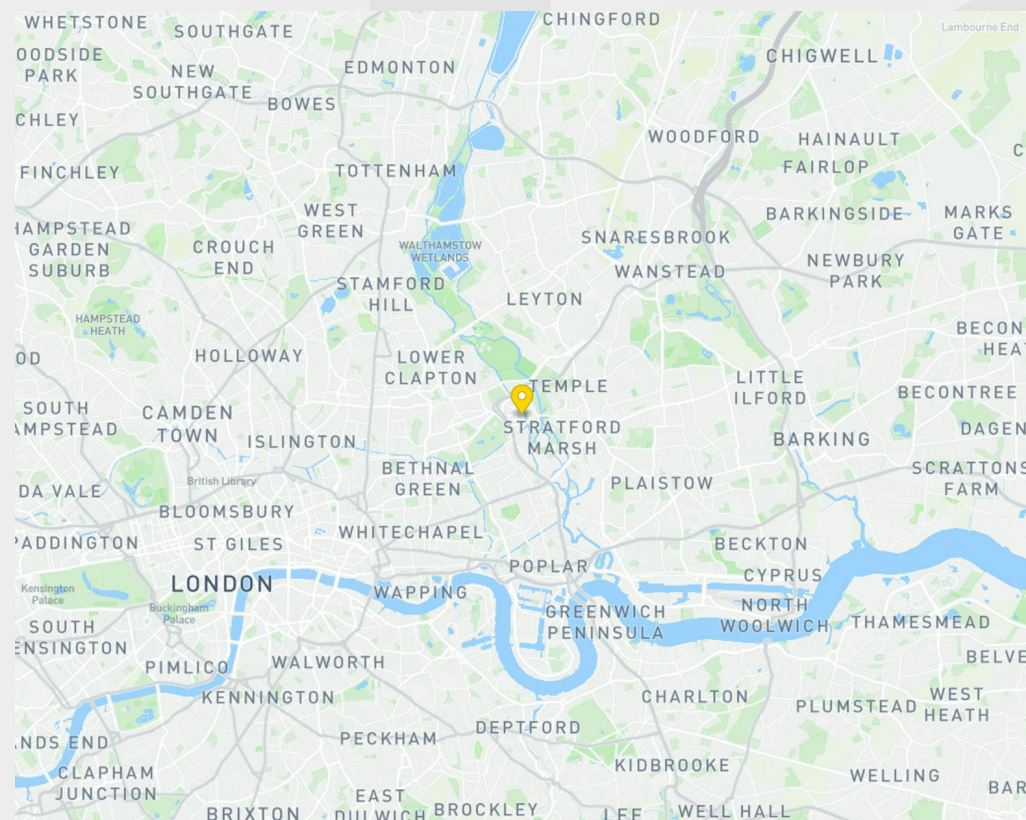 WHETSTONE
SOUTHGATE
CHINGFORD
Lambourne End
OODSIDE
PARK
NEW
SOUTHGATE
EDMONTON
CHIGWELL
BOWES
CHLEY
WOODFORD
HAINAULT
C
FINCHLEY
TOTTENHAM
FAIRLOP
WEST
GREEN
BARKINGSIDE
MARKS
GATE
HAMPSTEAD
GARDEN
SUBURB
CROUCH
END
WALTHAMSTOW
WETLANDS
SNARESBROOK
WANSTEAD
NEWBURY
PARK
STAMFORD
HILL
LEYTON
HAMPSTEAD
HEATH
BECON
HEA
OD
HOLLOWAY
LOWER
CLAPTON
TEMPLE
LITTLE
ILFORD
BECONTREE
SOUTH
AMPSTEAD
CAMDEN
TOWN
ISLINGTON
STRATFORD
MARSH
BARKING
DAGEN
BETHNAL
GREEN
PLAISTOW
SCRATTONS
FARM
DA VALE
British Library
BLOOMSBURY
WHITECHAPEL
PADDINGTON
ST GILES
BECKTON
POPLAR
CYPRUS
Kensington
Palace
LONDON
Buckingham
Palace
WAPPING
GREENWICH
PENINSULA
NORTH
WOOLWICH
THAMESMEAD
SOUTH
ENSINGTON
PIMLICO
WALWORTH
BELVE
KENNINGTON
CHARLTON
PLUMSTEAD
WEST
HEATH
NDS END
PECKHAM
DEPTFORD
KIDBROOKE
CLAPHAM
JUNCTION
WELLING
BAR
BRIXTON
EAST
DULWICH
BROCKLEY
LEE
WELL HALL